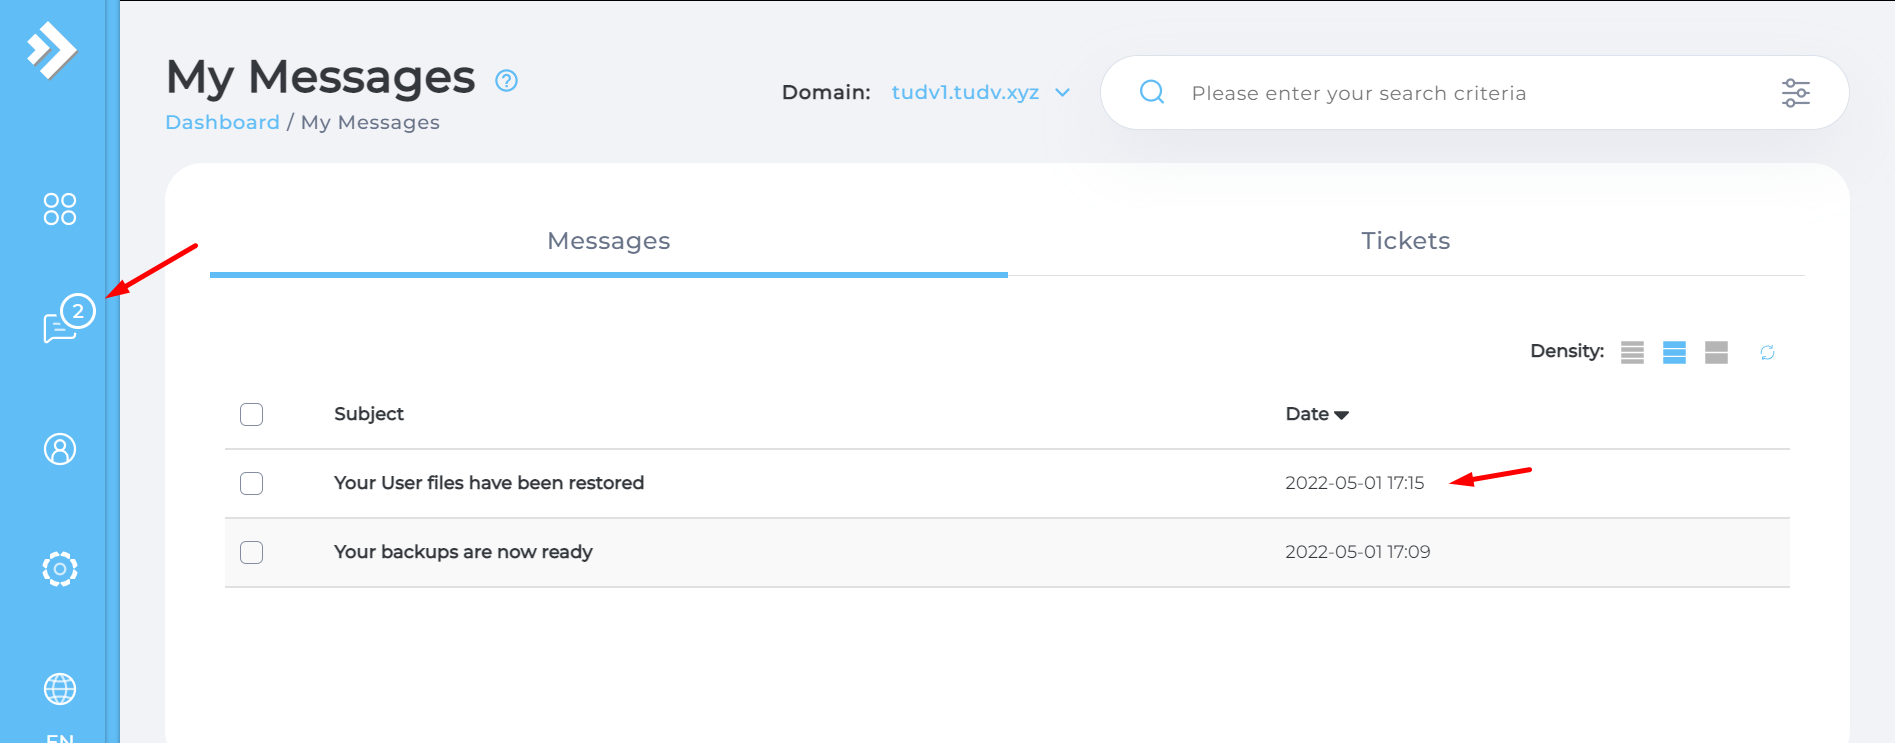 My Messages
Dashboard / My Messages
Domain: tudv1.tudv.xyz
Please enter your search criteria
2
Messages
Tickets
Density:
Subject
Date
Your User files have been restored
2022-05-01 17:15
Your backups are now ready
2022-05-01 17:09
EN